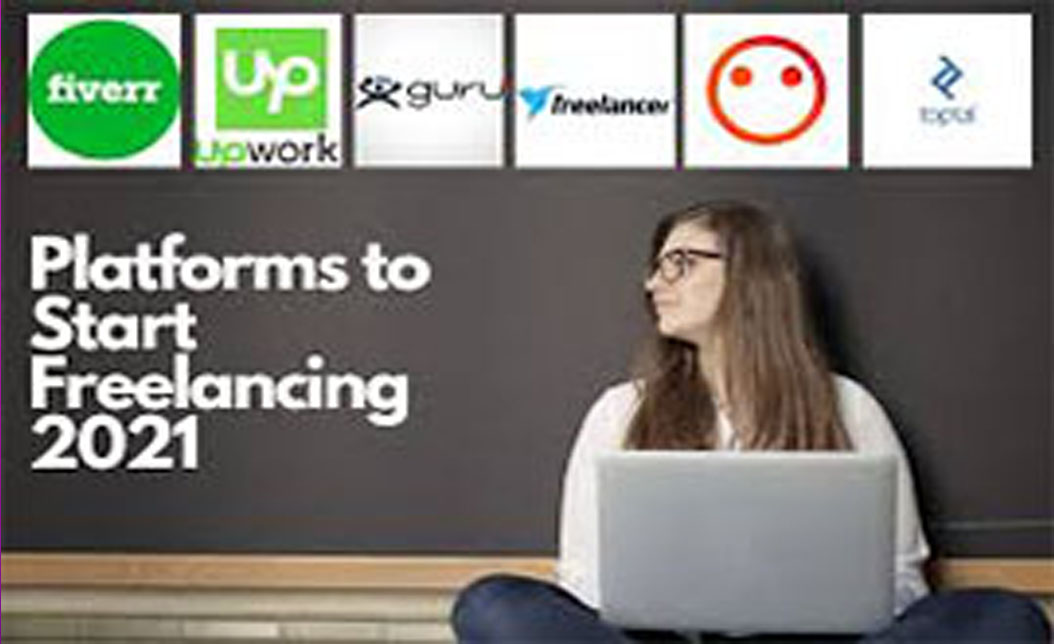 fiverr
up
upwork
guru
freelancer
toptal
Platforms to
Start
Freelancing
2021